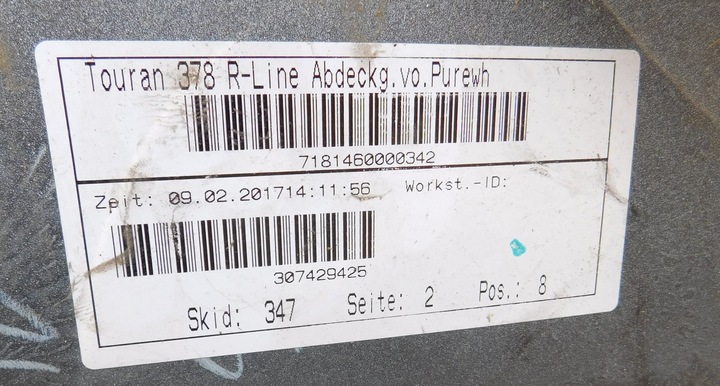 Touran 378 R-Line Abdeckg.vo.Purewh
7181460000342
Zeit: 09.02.201714:11:56 Workst.-ID:
307429425
Skid: 347 Seite: 2 Pos.: 8